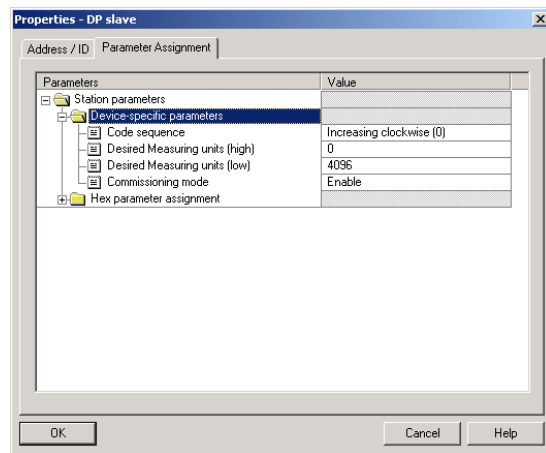 Properties - DP slave
Address / ID Parameter Assignment
Parameters Value
Station parameters
Device-specific parameters
Code sequence Increasing clockwise (0)
Desired Measuring units (high) 0
Desired Measuring units (low) 4096
Commissioning mode Enable
Hex parameter assignment
OK Cancel Help